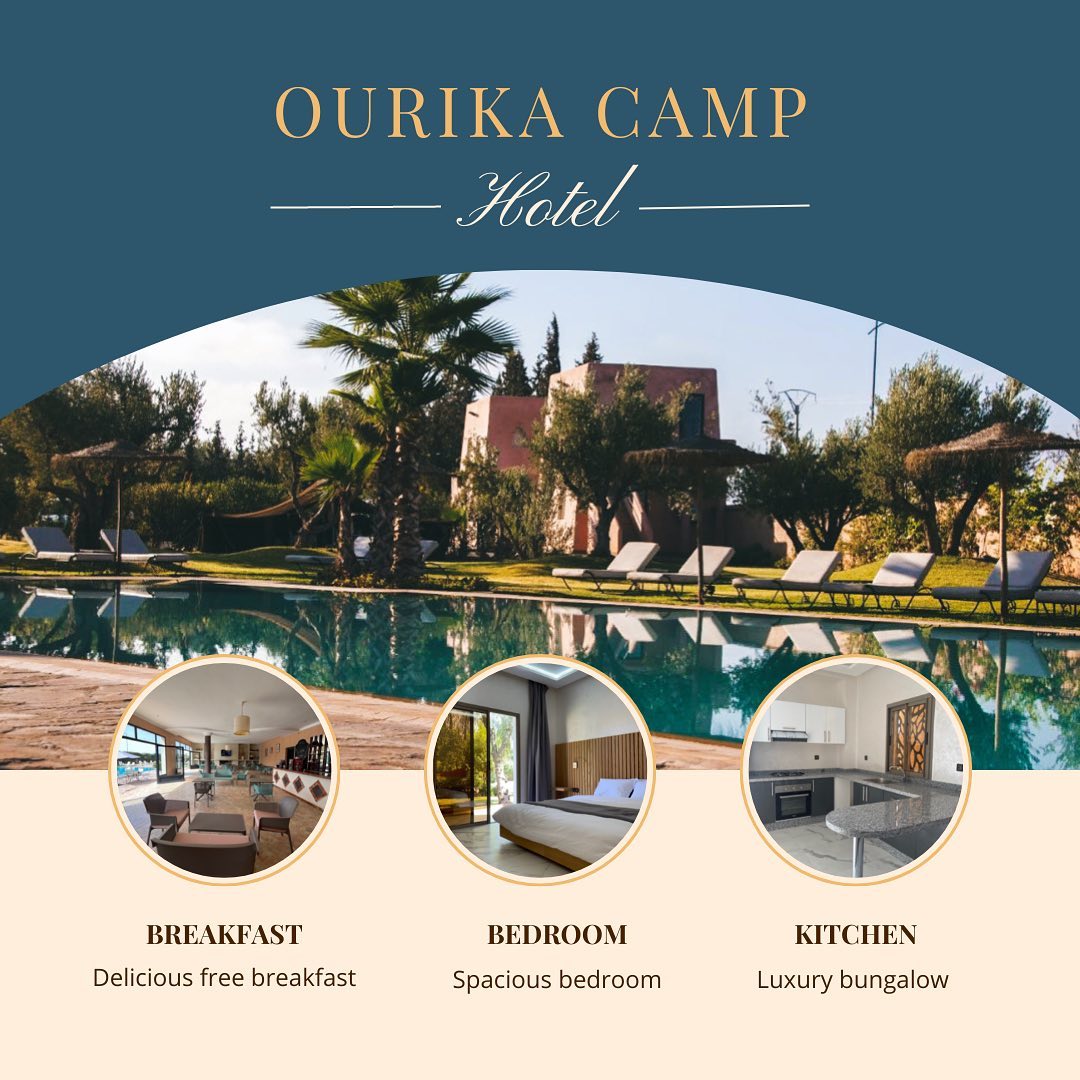 OURIKA CAMP
Hotel
BREAKFAST
Delicious free breakfast
BEDROOM
Spacious bedroom
KITCHEN
Luxury bungalow